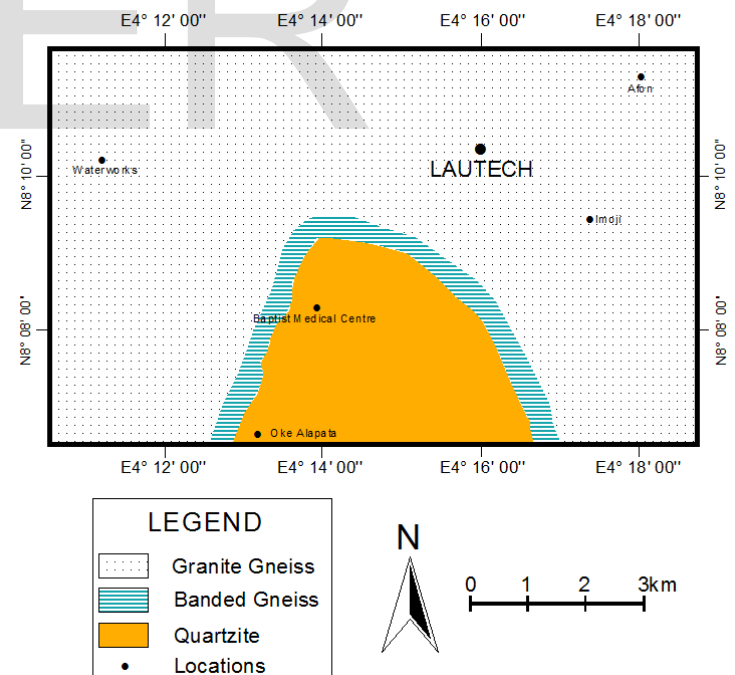 E4° 12' 00" E4° 14' 00" E4° 16' 00" E4° 18' 00"
ER
Afon
N8° 10' 00" N8° 10' 00"
Waterworks
LAUTECH
Imoji
N8° 08' 00" N8° 08' 00"
Baptist Medical Centre
Oke Alapata
E4° 12' 00" E4° 14' 00" E4° 16' 00" E4° 18' 00"
LEGEND
Granite Gneiss
Banded Gneiss
Quartzite
Locations
N
0 1 2 3km